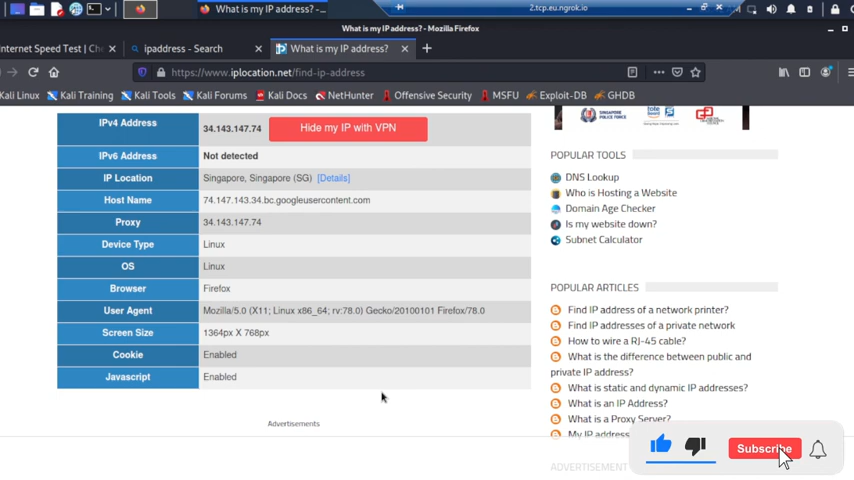 What is my IP address? -...
2.tcp.eu.ngrok.io
What is my IP address? - Mozilla Firefox
nternet Speed Test | Che
ipaddress - Search
What is my IP address?
https://www.iplocation.net/find-ip-address
Kali Linux
Kali Training
Kali Tools
Kali Forums
Kali Docs
NetHunter
Offensive Security
MSFU
Exploit-DB
GHDB
IPv4 Address
34.143.147.74
Hide my IP with VPN
IPv6 Address
Not detected
IP Location
Singapore, Singapore (SG) [Details]
Host Name
74.147.143.34.bc.googleusercontent.com
Proxy
34.143.147.74
Device Type
Linux
OS
Linux
Browser
Firefox
User Agent
Mozilla/5.0 (X11; Linux x86_64; rv:78.0) Gecko/20100101 Firefox/78.0
Screen Size
1364px X 768px
Cookie
Enabled
Javascript
Enabled
Advertisements
SINGAPORE
POLICE FORCE
POPULAR TOOLS
DNS Lookup
Who is Hosting a Website
Domain Age Checker
Is my website down?
Subnet Calculator
POPULAR ARTICLES
Find IP address of a network printer?
Find IP addresses of a private network
How to wire a RJ-45 cable?
What is the difference between public and
private IP address?
What is static and dynamic IP addresses?
What is an IP Address?
What is a Proxy Server?
My IP address
Subscribe
ADVERTISEMENT